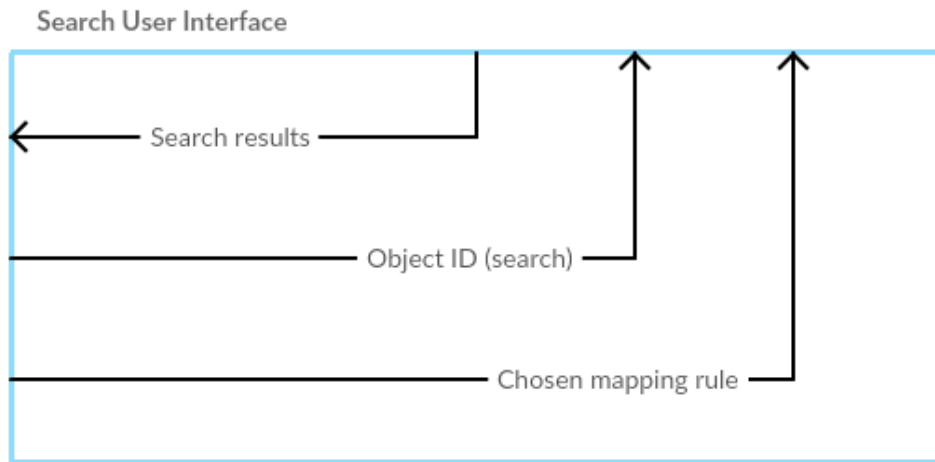 Search User Interface
Search results
Object ID (search)
Chosen mapping rule